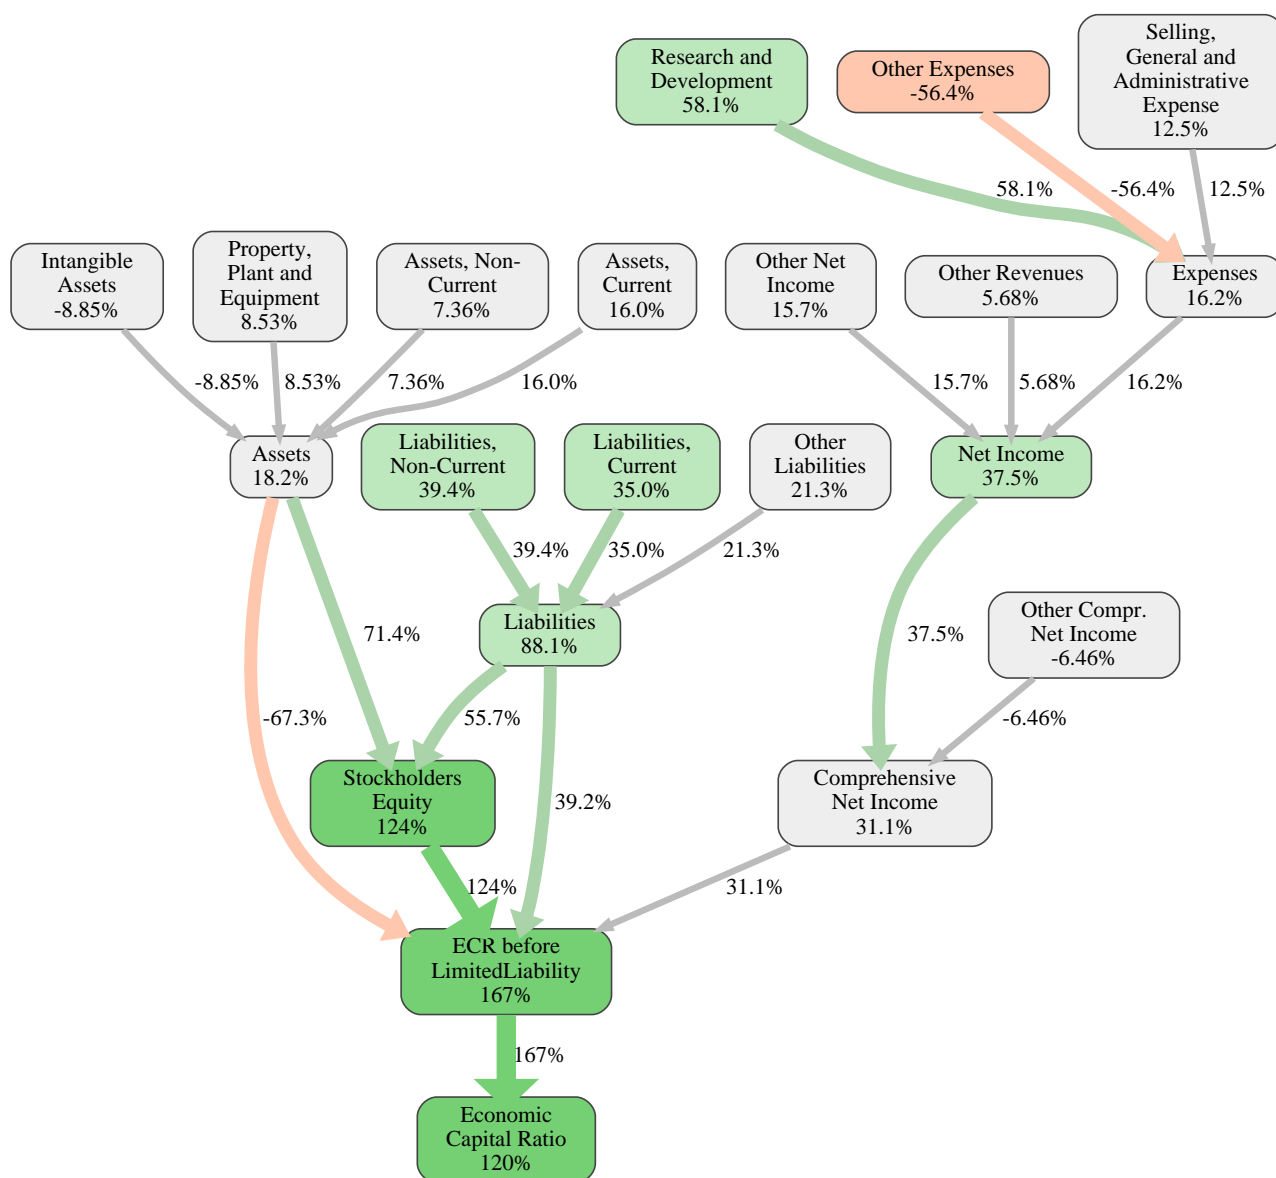 Selling,
General and
Administrative
Expense
12.5%
Research and
Development
58.1%
Other Expenses
-56.4%
58.1%
-56.4%
12.5%
Intangible
Assets
-8.85%
Property,
Plant and
Equipment
8.53%
Assets, Non-
Current
7.36%
Assets,
Current
16.0%
Other Net
Income
15.7%
Other Revenues
5.68%
Expenses
16.2%
-8.85%
8.53%
7.36%
16.0%
15.7%
5.68%
16.2%
Assets
18.2%
Liabilities,
Non-Current
39.4%
Liabilities,
Current
35.0%
Other
Liabilities
21.3%
Net Income
37.5%
39.4%
35.0%
21.3%
71.4%
Liabilities
88.1%
37.5%
Other Compr.
Net Income
-6.46%
-67.3%
55.7%
-6.46%
Stockholders
Equity
124%
39.2%
Comprehensive
Net Income
31.1%
124%
31.1%
ECR before
LimitedLiability
167%
167%
Economic
Capital Ratio
120%